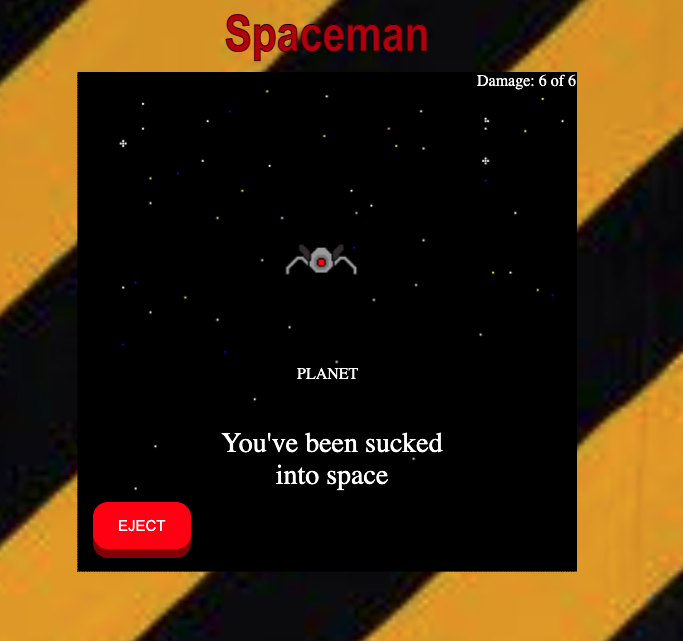 Spaceman
Damage: 6 of 6
PLANET
You've been sucked
into space
EJECT